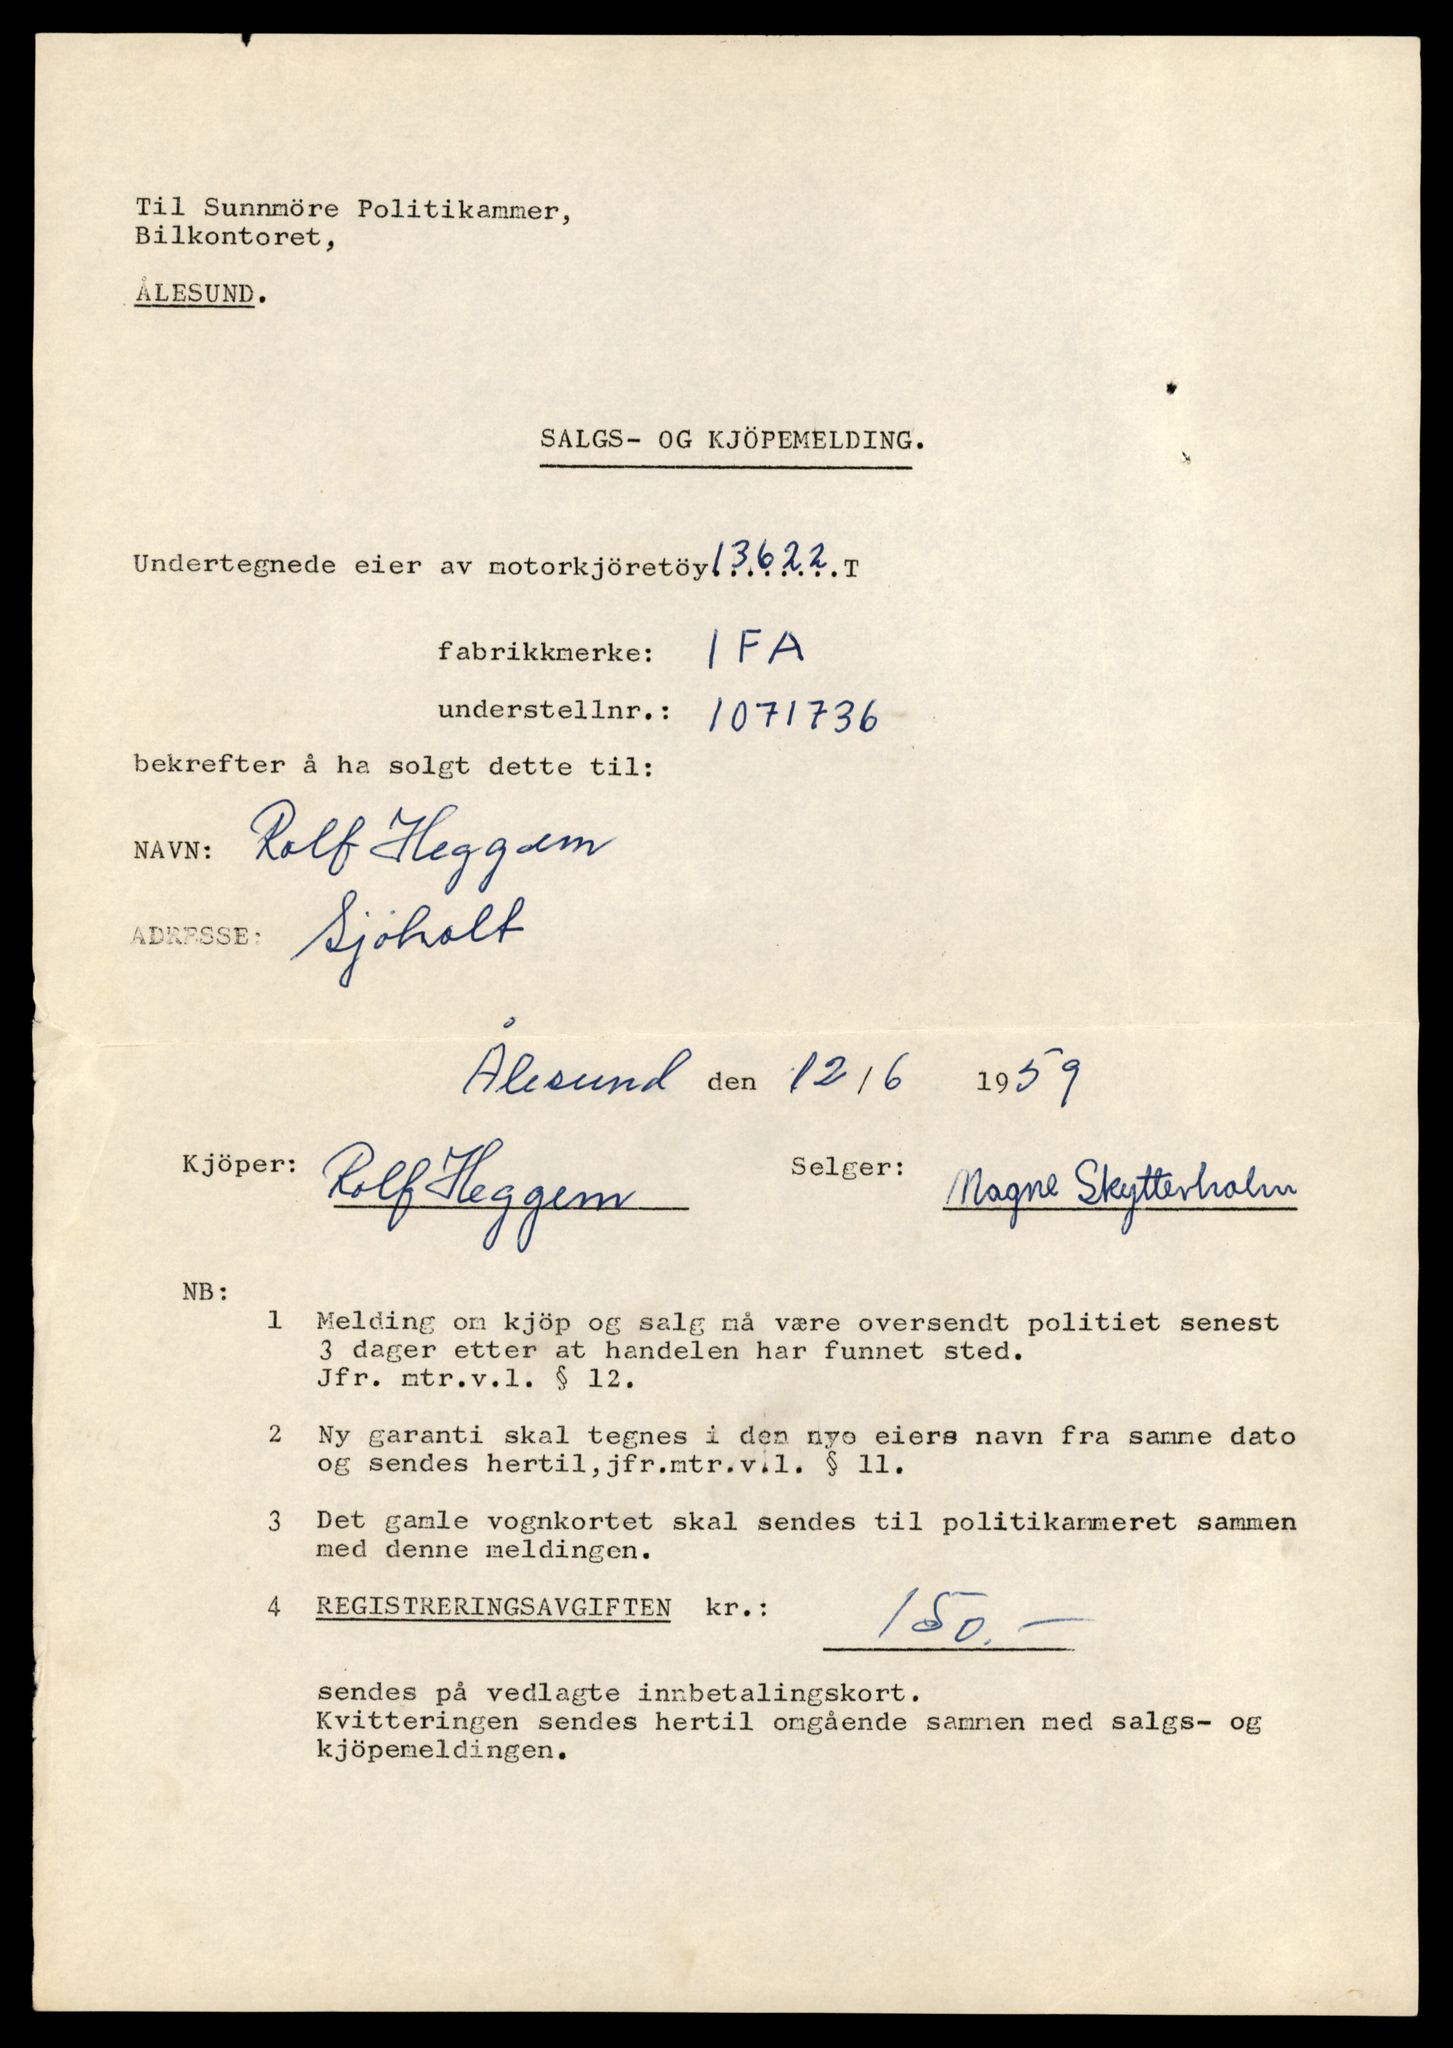 Til Sunnmöre Politikammer,
Bilkontoret,
ÅLESUND.
SALGS- OG KJÖPEMELDING.
Undertegnede eier av motorkjöretöy 13622 T
fabrikkmerke: IFA
understellnr.: 1071736
bekrefter å ha solgt dette til:
NAVN: Rolf Heggem
ADRESSE: Sjöholt
Ålesund den 12/6 1959
Kjöper: Rolf Heggem Selger: Magne Skytterholm
NB:
1 Melding om kjöp og salg må være oversendt politiet senest
3 dager etter at handelen har funnet sted.
Jfr. mtr.v.l. § 12.
2 Ny garanti skal tegnes i den nye eiers navn fra samme dato
og sendes hertil,jfr.mtr.v.l. § 11.
3 Det gamle vognkortet skal sendes til politikammeret sammen
med denne meldingen.
4 REGISTRERINGSAVGIFTEN kr.: 150.-
sendes på vedlagte innbetalingskort.
Kvitteringen sendes hertil omgående sammen med salgs- og
kjöpemeldingen.